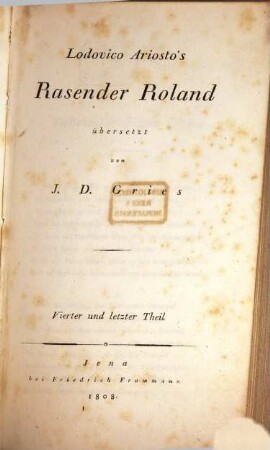 Lodovico Ariosto's
Rasender Roland
übersetzt
von
J. D. Gries
Vierter und letzter Theil
Jena
bei Friedrich Frommann
1808.